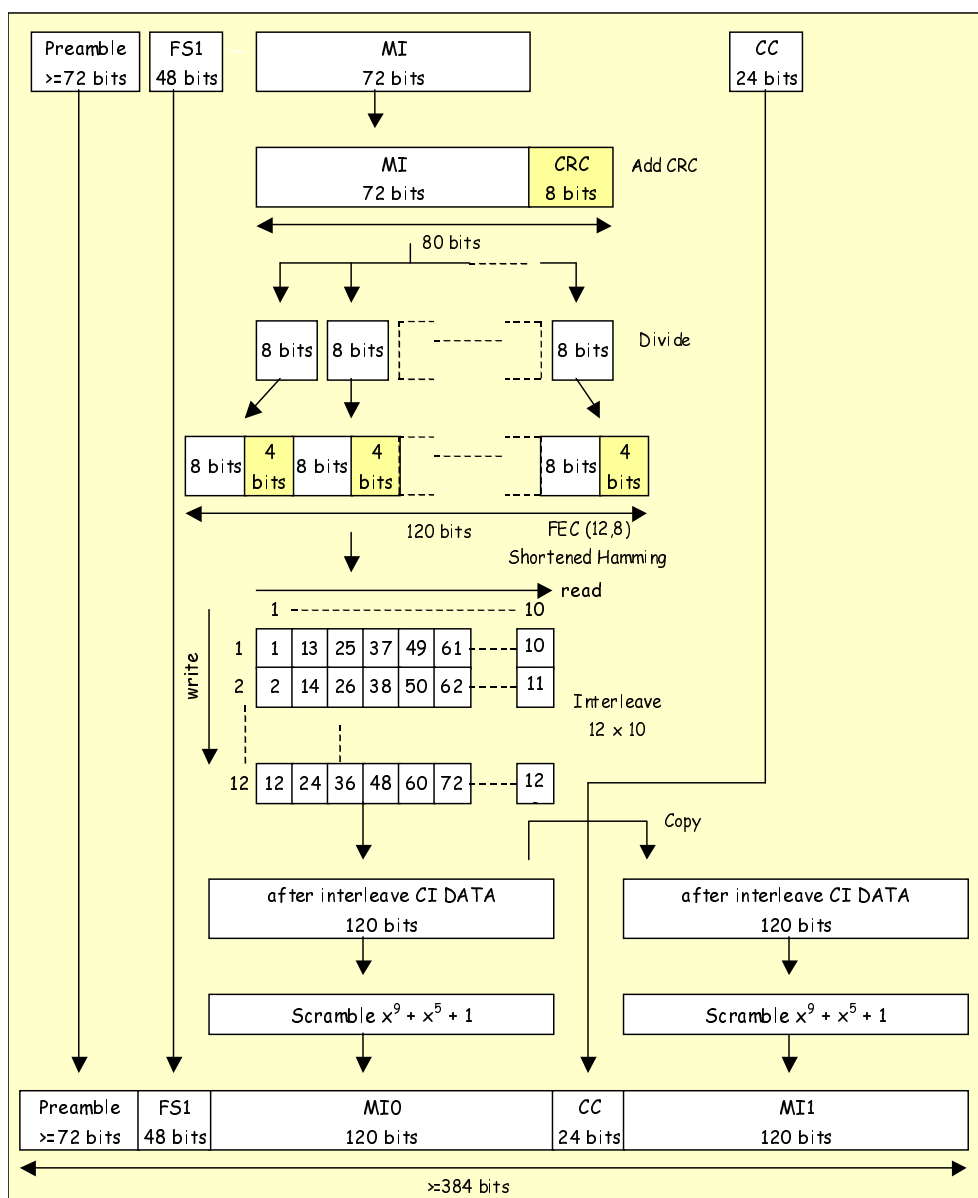 Preamble FS1 MI CC
>=72 bits 48 bits 72 bits 24 bits
MI CRC Add CRC
72 bits 8 bits
80 bits
8 bits 8 bits 8 bits Divide
4 4 4
8 bits 8 bits 8 bits
bits bits bits
120 bits FEC (12,8)
Shortened Hamming
read
1 10
write
1 1 13 25 37 49 61 10
2 2 14 26 38 50 62 11
Interleave
12 x 10
12 12 24 36 48 60 72 12
Copy
after interleave CI DATA after interleave CI DATA
120 bits 120 bits
Scramble x⁹ + x⁵ + 1 Scramble x⁹ + x⁵ + 1
Preamble FS1 MI0 CC MI1
>=72 bits 48 bits 120 bits 24 bits 120 bits
>=384 bits